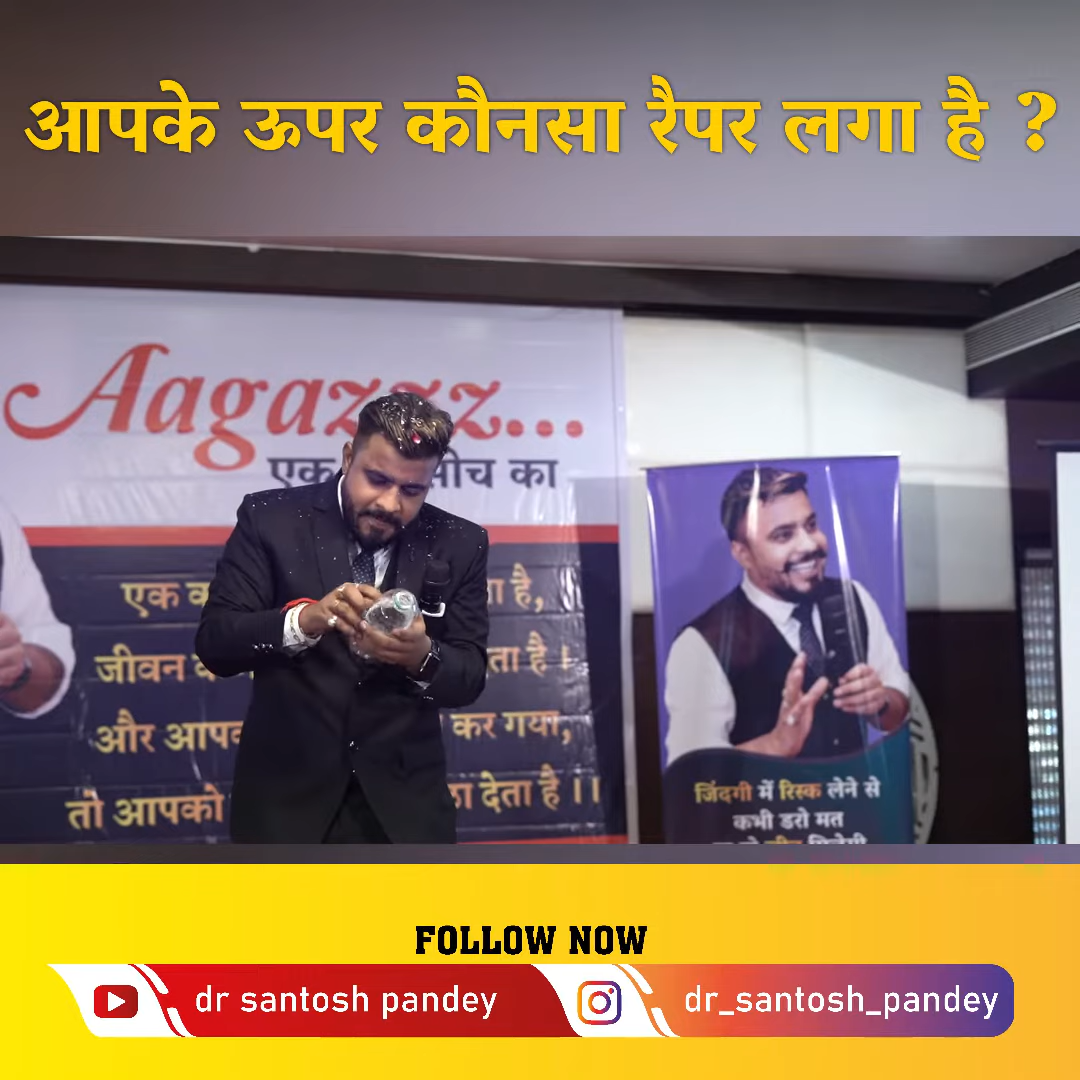 आपके ऊपर कौनसा रैपर लगा है ?
Aagazzz...
एक सोच का
एक है,
जीवन ता है !
और कर गया,
तो आपको देता है ।।
जिंदगी में रिस्क लेने से
कभी डरो मत
FOLLOW NOW
dr santosh pandey
dr_santosh_pandey